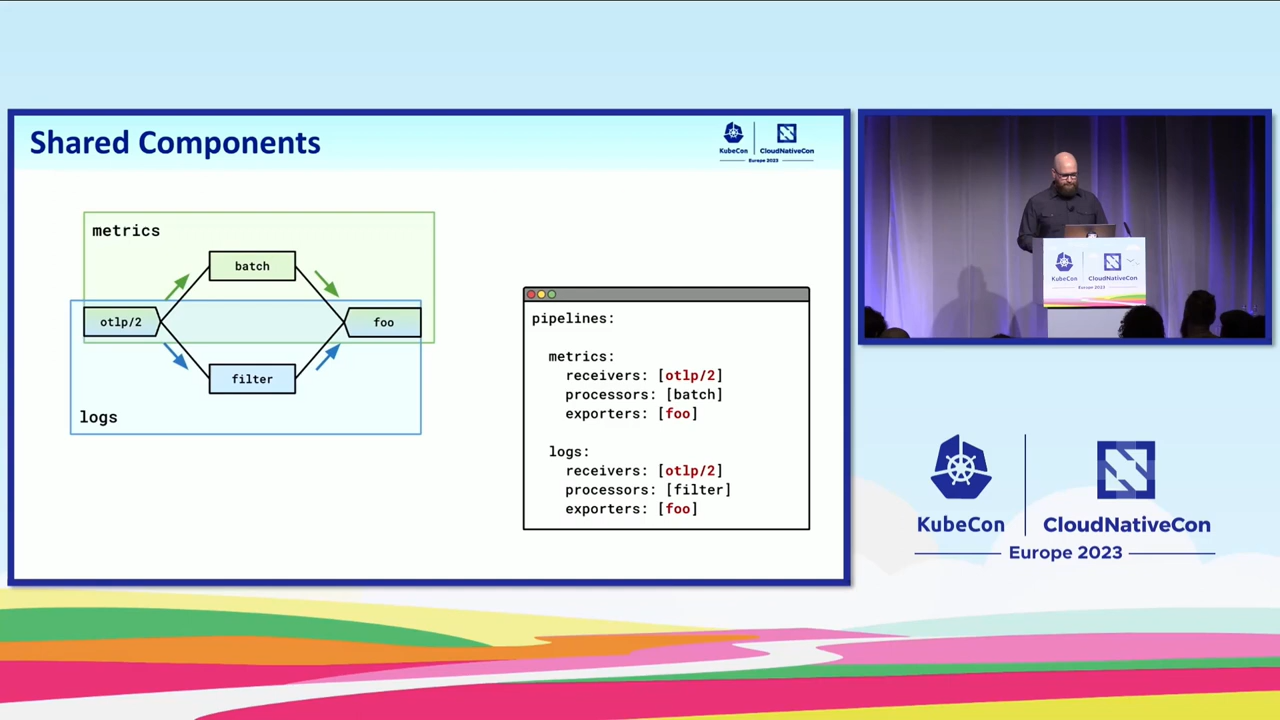 Shared Components
KubeCon
CloudNativeCon
Europe 2023
metrics
batch
otlp/2
foo
filter
logs
pipelines:
metrics:
receivers: [otlp/2]
processors: [batch]
exporters: [foo]
logs:
receivers: [otlp/2]
processors: [filter]
exporters: [foo]
KubeCon
CloudNativeCon
Europe 2023
KubeCon
CloudNativeCon
Europe 2023